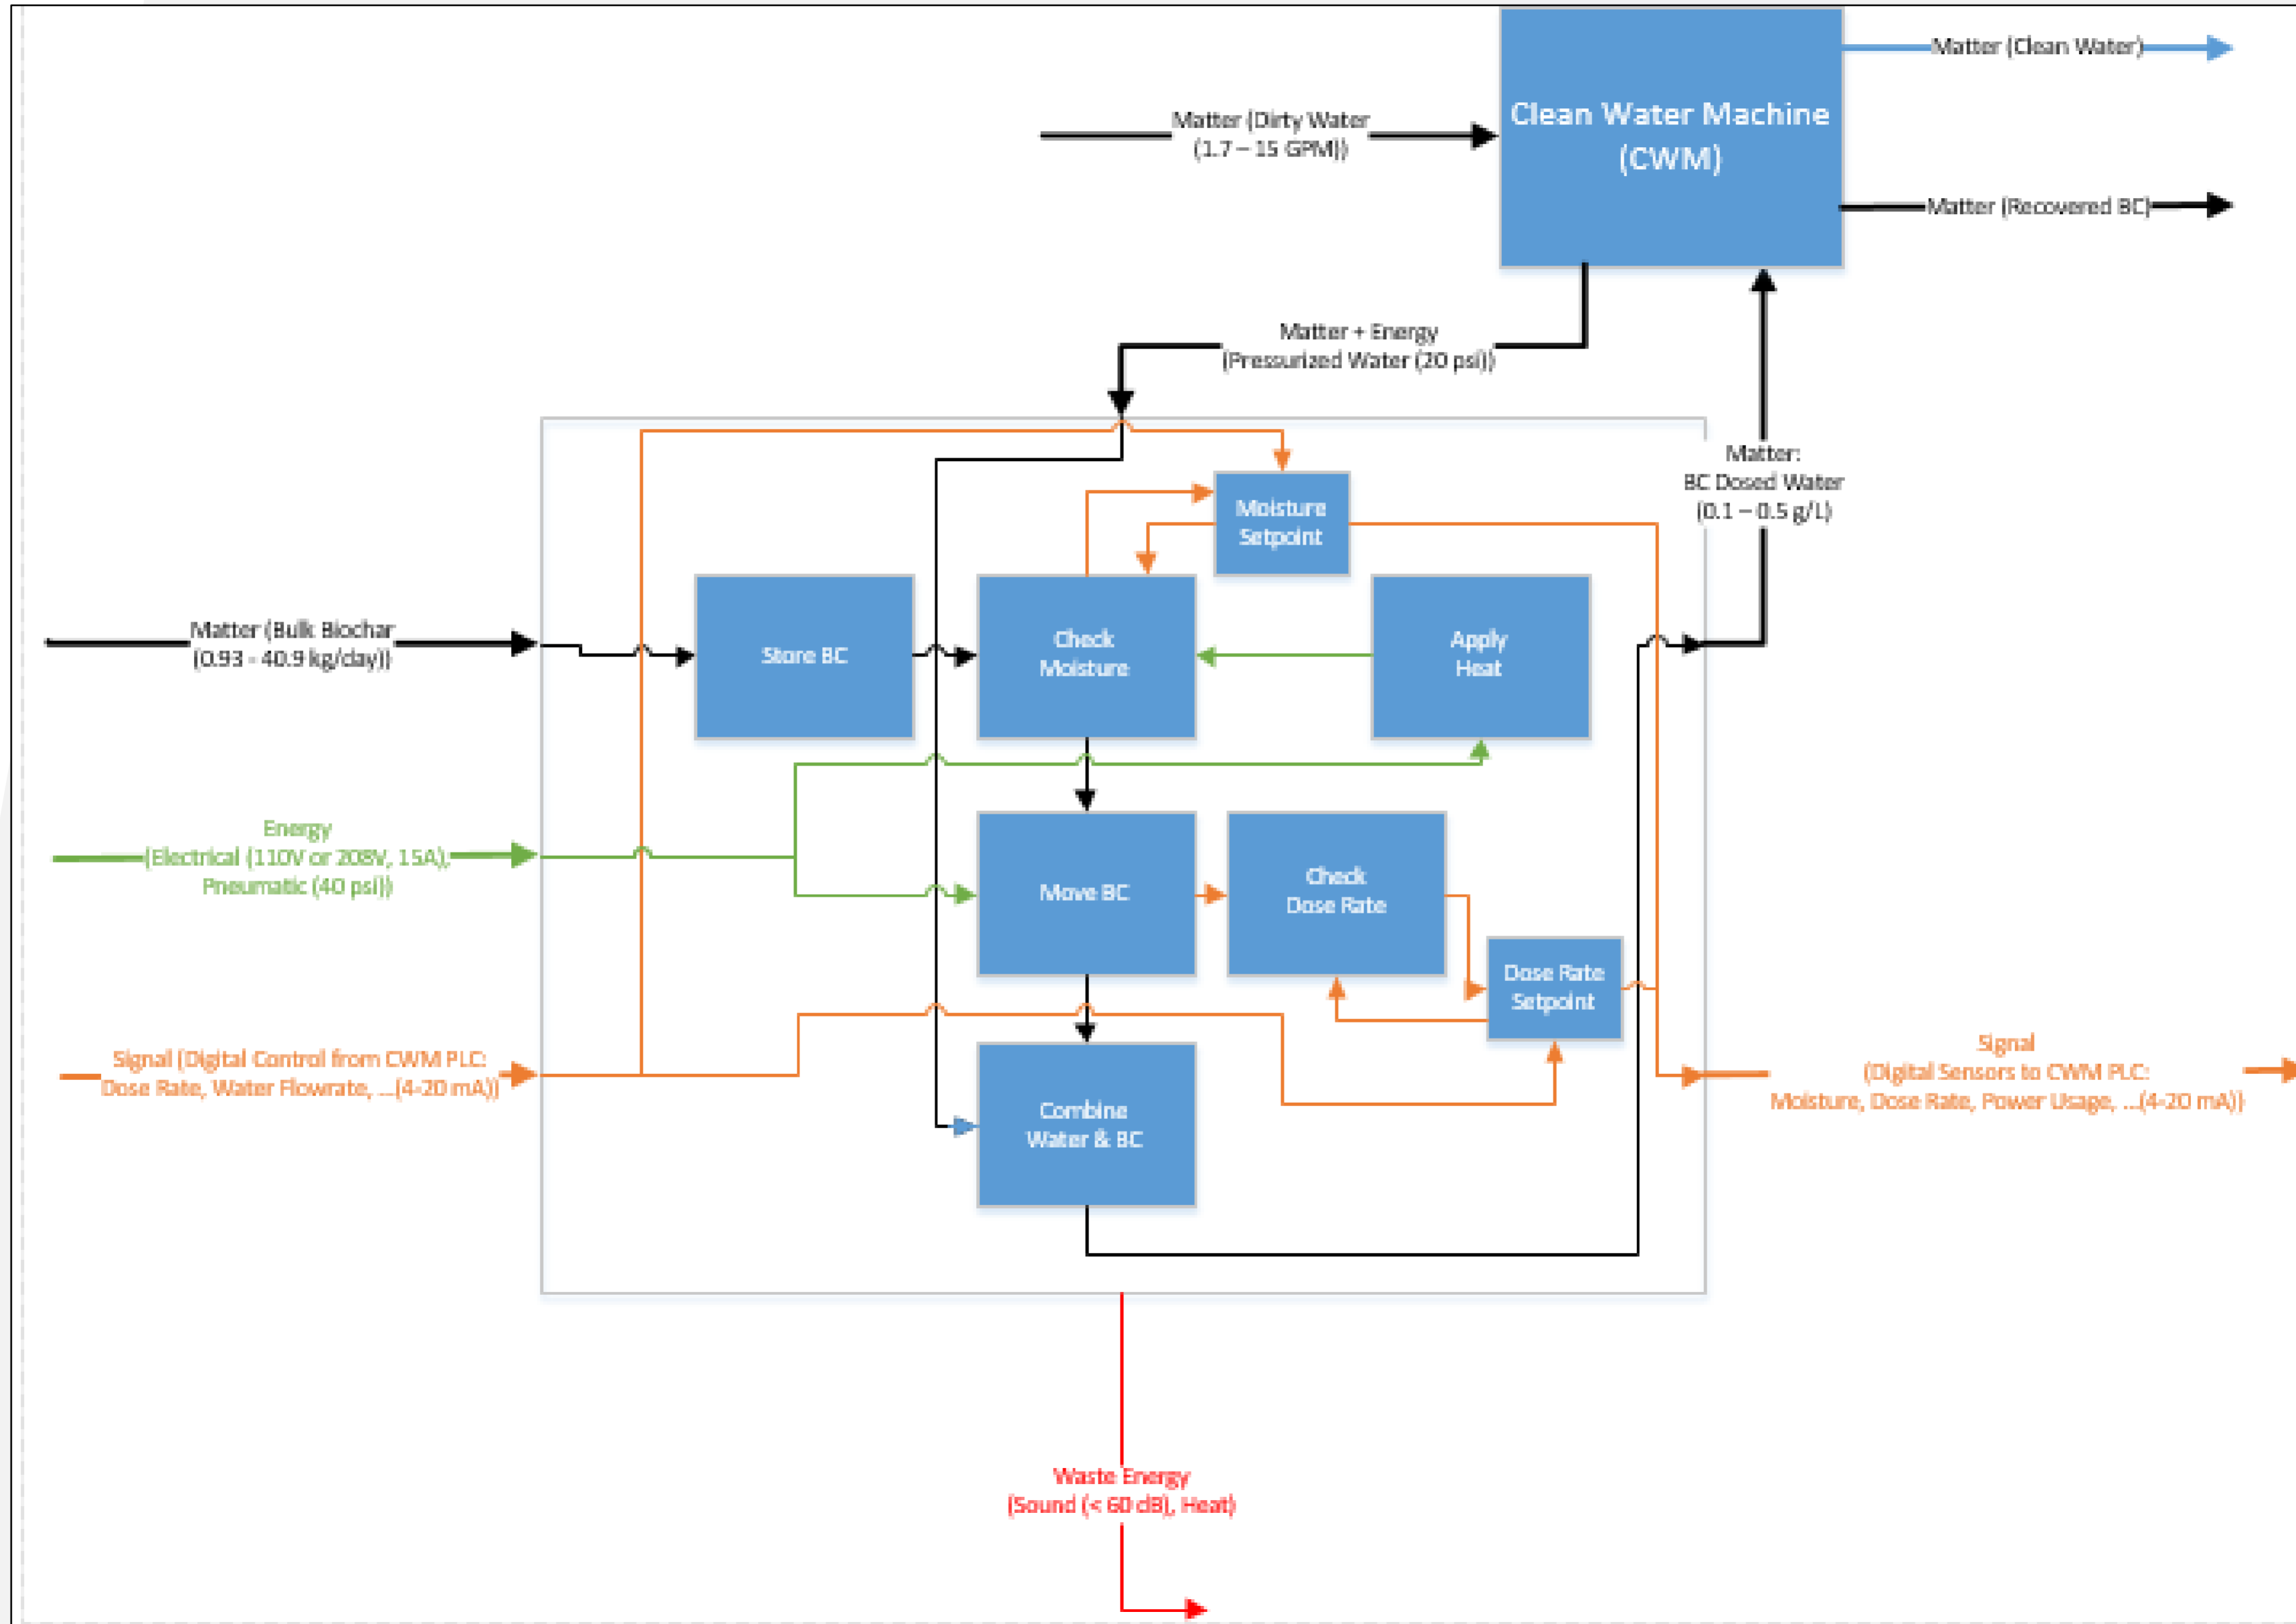 Matter (Clean Water)
Clean Water Machine
(CWM)
Matter (Dirty Water
(1.7 – 15 GPM))
Matter (Recovered BC)
Matter + Energy
(Pressurized Water (20 psi))
Matter:
BC Dosed Water
(0.1 – 0.5 g/L)
Moisture
Setpoint
Matter (Bulk Biochar
(0.93 - 40.9 kg/day))
Store BC
Check
Moisture
Apply
Heat
Energy
(Electrical (110V or 208V, 15A),
Pneumatic (40 psi))
Move BC
Check
Dose Rate
Dose Rate
Setpoint
Signal (Digital Control from CWM PLC:
Dose Rate, Water Flowrate, ...(4-20 mA))
Signal
(Digital Sensors to CWM PLC:
Moisture, Dose Rate, Power Usage, ...(4-20 mA))
Combine
Water & BC
Waste Energy
(Sound (< 60 dB), Heat)